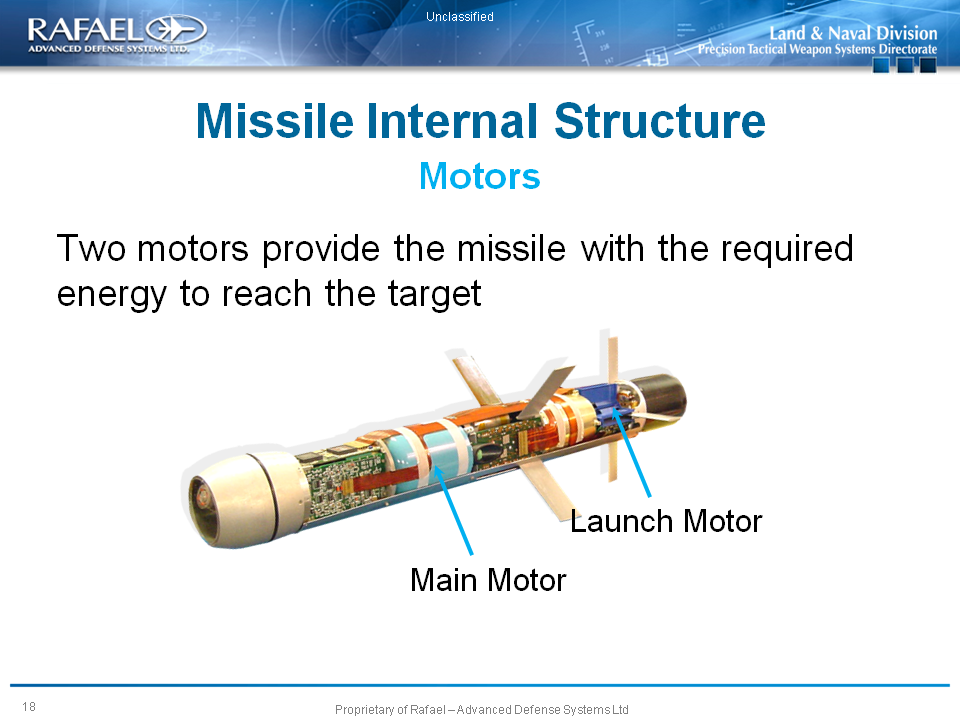 Unclassified
RAFAEL
ADVANCED DEFENSE SYSTEMS LTD.
Land & Naval Division
Precision Tactical Weapon Systems Directorate
Missile Internal Structure
Motors
Two motors provide the missile with the required
energy to reach the target
Launch Motor
Main Motor
18
Proprietary of Rafael – Advanced Defense Systems Ltd